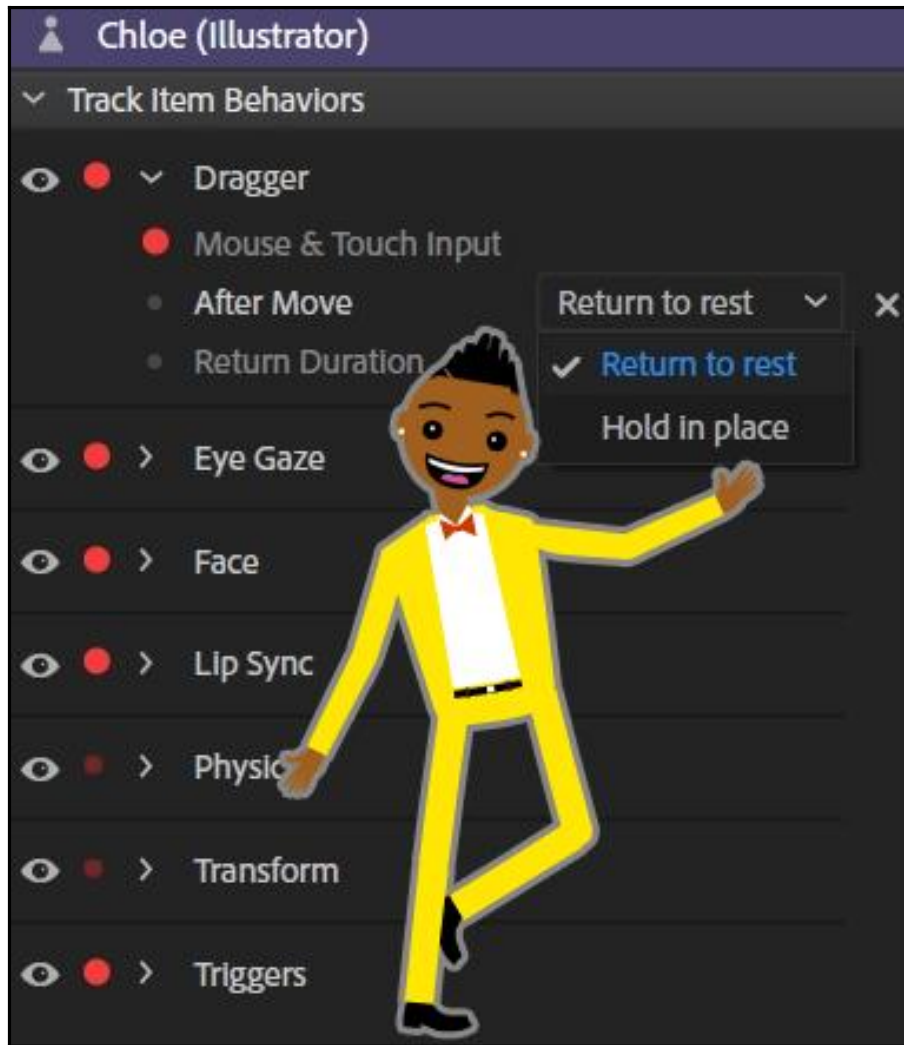 Chloe (Illustrator)
Track Item Behaviors
Dragger
Mouse & Touch Input
After Move
Return to rest
Return Duration
Return to rest
Hold in place
Eye Gaze
Face
Lip Sync
Physic
Transform
Triggers